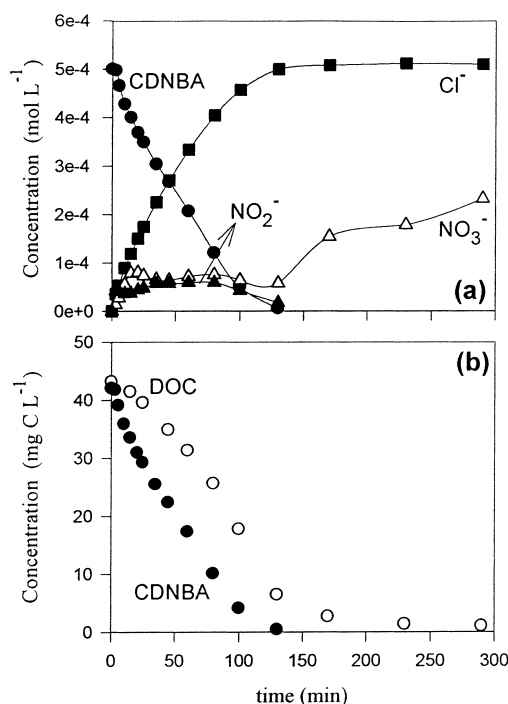 6e-4
5e-4
4e-4
3e-4
2e-4
1e-4
0e+0
Concentration (mol L⁻¹)
CDNBA
Cl⁻
NO₂⁻
NO₃⁻
(a)
50
40
30
20
10
0
Concentration (mg C L⁻¹)
(b)
DOC
CDNBA
0 50 100 150 200 250 300
time (min)